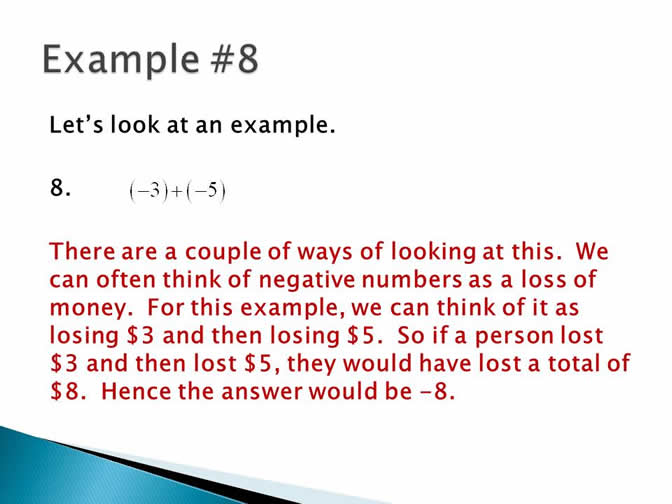 Example #8
Let's look at an example.
8. (−3)+(−5)
There are a couple of ways of looking at this. We
can often think of negative numbers as a loss of
money. For this example, we can think of it as
losing $3 and then losing $5. So if a person lost
$3 and then lost $5, they would have lost a total of
$8. Hence the answer would be -8.